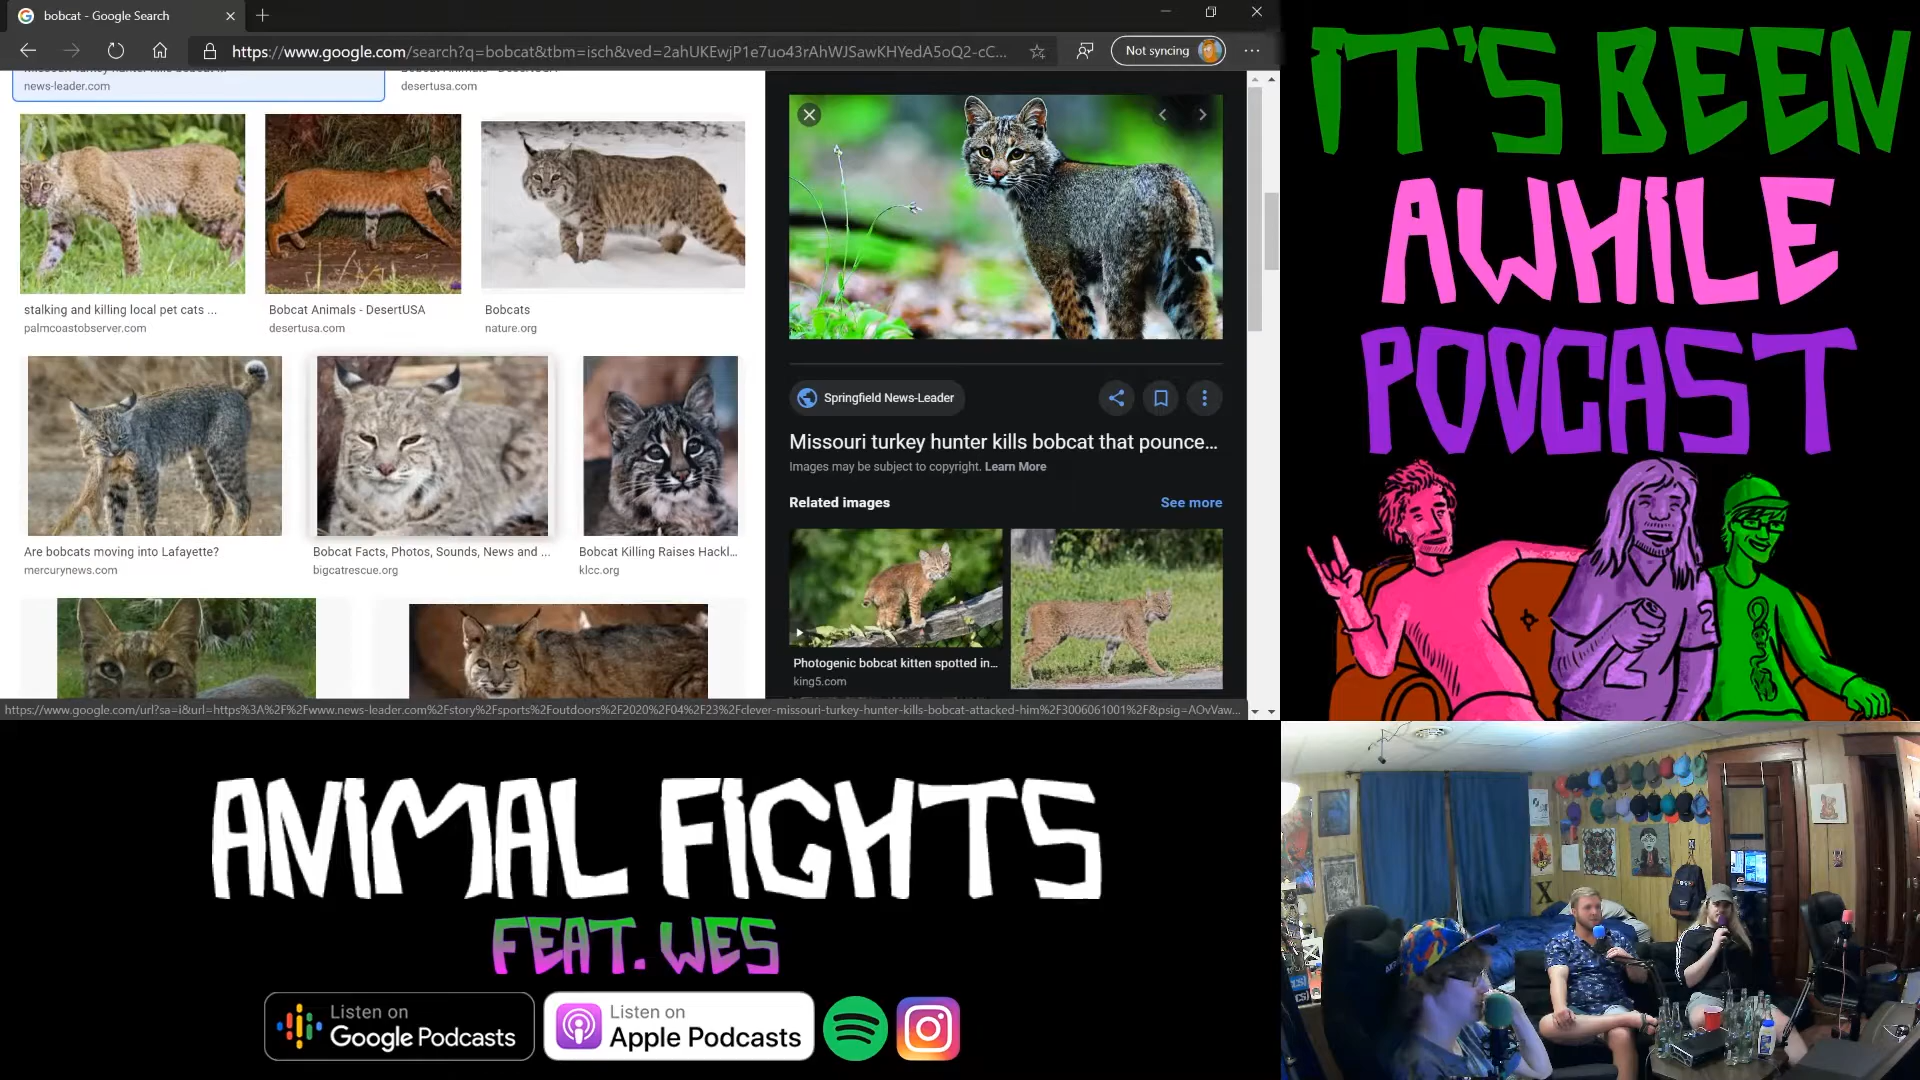 bobcat - Google Search
https://www.google.com/search?q=bobcat&tbm=isch&ved=2ahUKEwjP1e7uo43rAhWJSawKHYedA5oQ2-cC...
Not syncing
news-leader.com
desertusa.com
stalking and killing local pet cats ...
palmcoastobserver.com
Bobcat Animals - DesertUSA
desertusa.com
Bobcats
nature.org
Are bobcats moving into Lafayette?
mercurynews.com
Bobcat Facts, Photos, Sounds, News and ...
bigcatrescue.org
Bobcat Killing Raises Hackl...
klcc.org
Springfield News-Leader
Missouri turkey hunter kills bobcat that pounce...
Images may be subject to copyright. Learn More
Related images
See more
Photogenic bobcat kitten spotted in...
king5.com
https://www.google.com/url?sa=i&url=https%3A%2F%2Fwww.news-leader.com%2Fstory%2Fsports%2Foutdoors%2F2020%2F04%2F23%2Fclever-missouri-turkey-hunter-kills-bobcat-attacked-him%2F3006061001%2F&psig=AOvVaw...
IT'S BEEN
AWHiLE
PODCAST
ANiMAL FiGHTS
FEAT. WES
Listen on
Google Podcasts
Listen on
Apple Podcasts